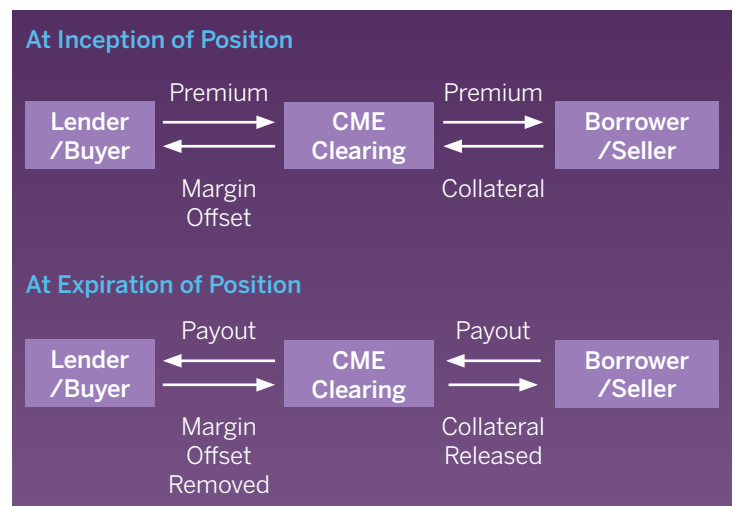 At Inception of Position
Premium
Premium
Lender
/Buyer
CME
Clearing
Borrower
/Seller
Margin
Offset
Collateral
At Expiration of Position
Payout
Payout
Lender
/Buyer
CME
Clearing
Borrower
/Seller
Margin
Offset
Removed
Collateral
Released